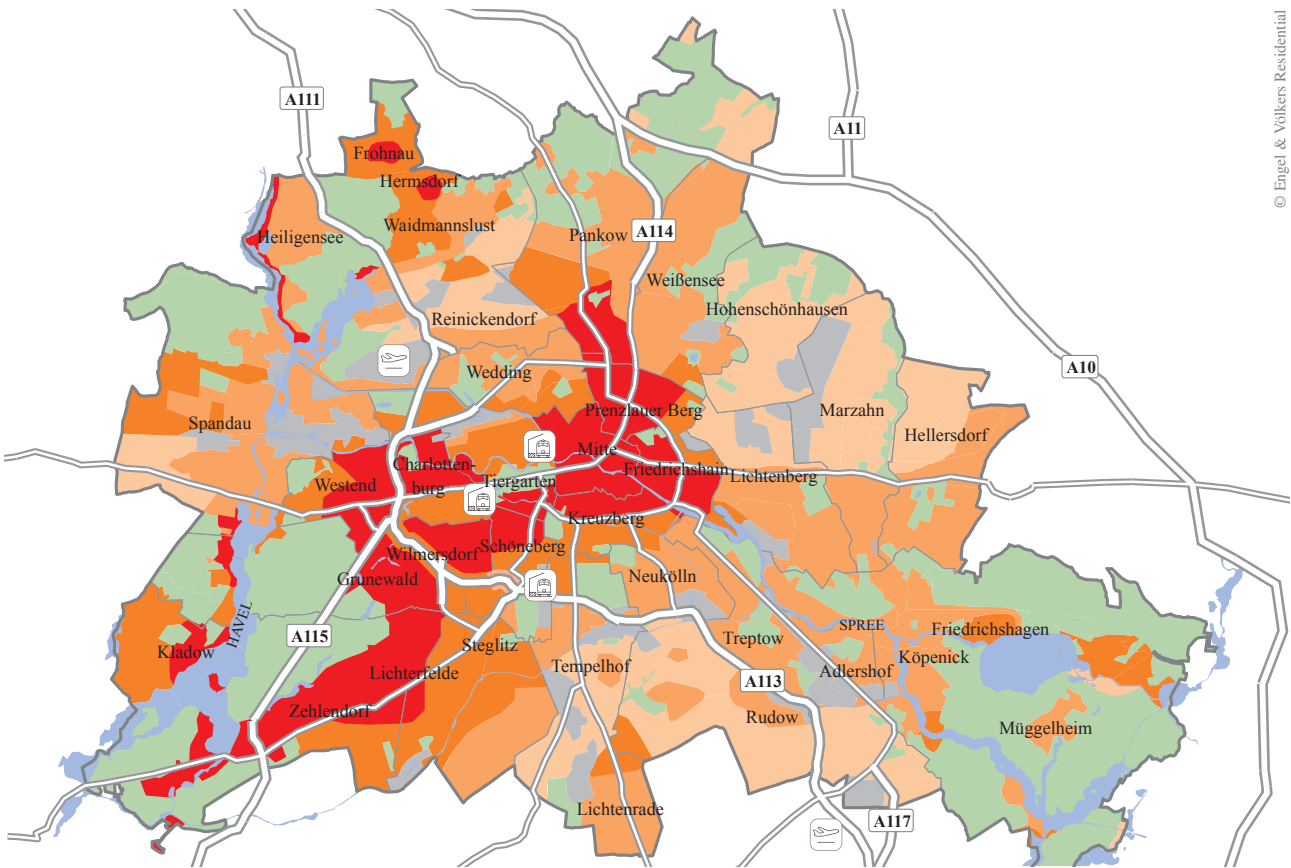 © Engel & Völkers Residential
A111
A11
Frohnau
Hermsdorf
Waidmannslust
Heiligensee
Pankow
A114
Weißensee
Hohenschönhausen
Reinickendorf
A10
Wedding
Prenzlauer Berg
Marzahn
Spandau
Hellersdorf
Mitte
Charlotten-
burg
Tiergarten
Friedrichshain
Lichtenberg
Westend
Kreuzberg
Wilmersdorf
Schöneberg
Grunewald
Neukölln
HAVEL
A115
SPREE
Friedrichshagen
Kladow
Steglitz
Treptow
Köpenick
Lichterfelde
Tempelhof
Adlershof
A113
Zehlendorf
Rudow
Müggelheim
Lichtenrade
A117